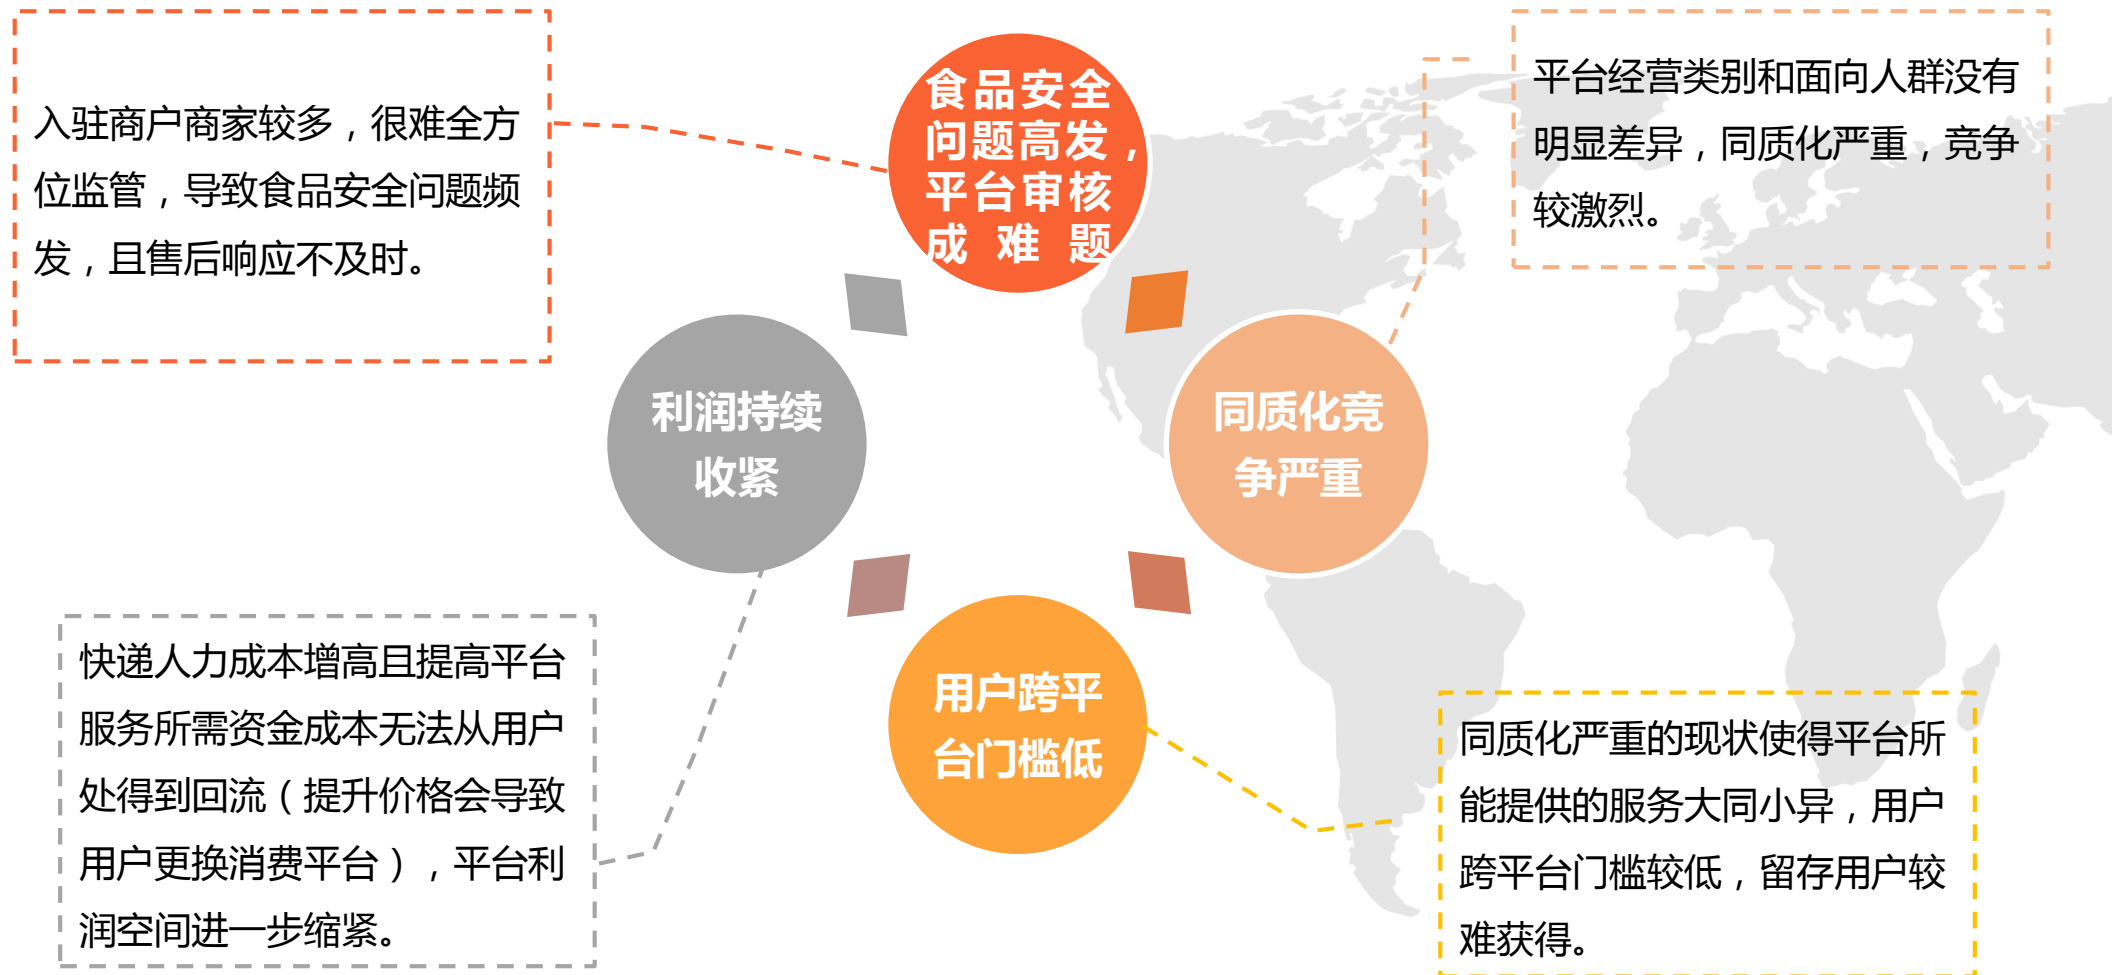 入驻商户商家较多，很难全方
位监管，导致食品安全问题频
发，且售后响应不及时。
食品安全
问题高发，
平台审核
成难题
平台经营类别和面向人群没有
明显差异，同质化严重，竞争
较激烈。
利润持续
收紧
同质化竞
争严重
用户跨平
台门槛低
快递人力成本增高且提高平台
服务所需资金成本无法从用户
处得到回流（提升价格会导致
用户更换消费平台），平台利
润空间进一步缩紧。
同质化严重的现状使得平台所
能提供的服务大同小异，用户
跨平台门槛较低，留存用户较
难获得。